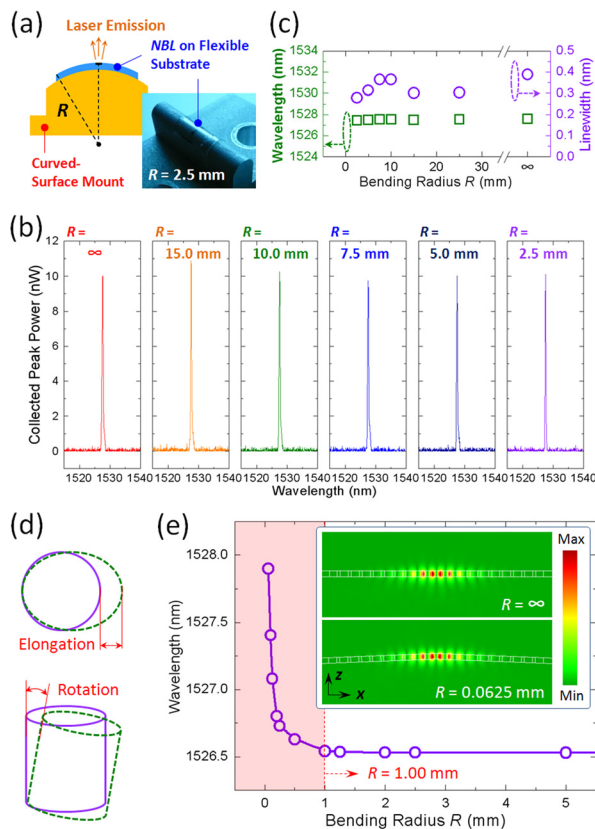 (a)
Laser Emission
NBL on Flexible
Substrate
R
Curved-
Surface Mount
R = 2.5 mm
(c)
Wavelength (nm)
1534
1532
1530
1528
1526
1524
0 10 20 30 ∞
Bending Radius R (mm)
0.5
0.4
0.3
0.2
0.1
0.0
Linewidth (nm)
(b)
Collected Peak Power (nW)
12
10
8
6
4
2
0
R =
∞
R =
15.0 mm
R =
10.0 mm
R =
7.5 mm
R =
5.0 mm
R =
2.5 mm
1520 1530 1540 1520 1530 1540 1520 1530 1540 1520 1530 1540 1520 1530 1540 1520 1530 1540
Wavelength (nm)
(d)
Elongation
Rotation
(e)
Wavelength (nm)
1528.0
1527.5
1527.0
1526.5
R = ∞
z
x
R = 0.0625 mm
Max
Min
R = 1.00 mm
0 1 2 3 4 5
Bending Radius R (mm)